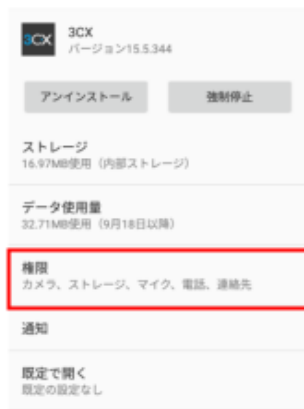 3CX
3CX
バージョン15.5.344
アンインストール
強制停止
ストレージ
16.97MB使用（内部ストレージ）
データ使用量
32.71MB使用（9月18日以降）
権限
カメラ、ストレージ、マイク、電話、連絡先
通知
既定で開く
既定の設定なし